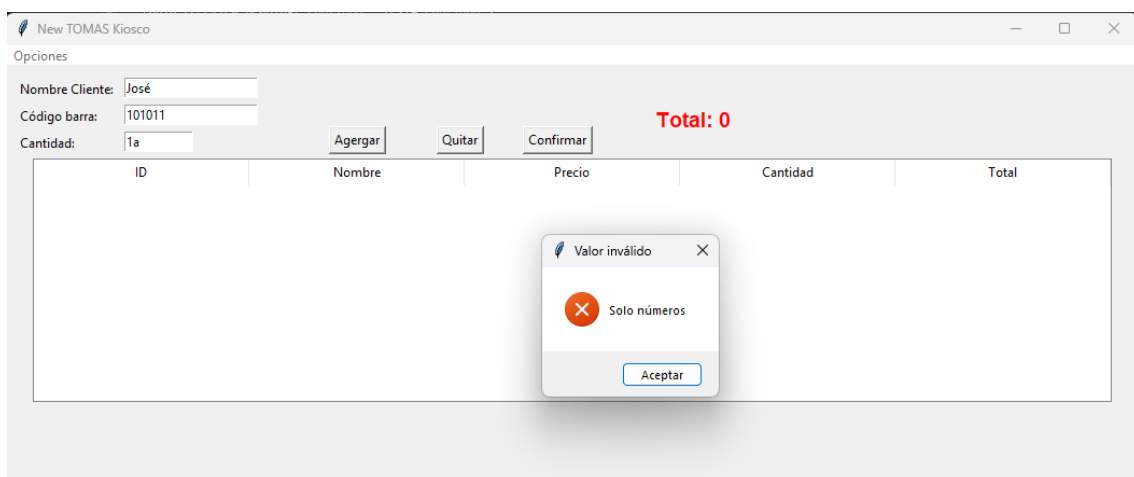 New TOMAS Kiosco
Opciones
Nombre Cliente: José
Código barra: 101011
Total: 0
Cantidad: 1a Agergar Quitar Confirmar
ID Nombre Precio Cantidad Total
Valor inválido
Solo números
Aceptar